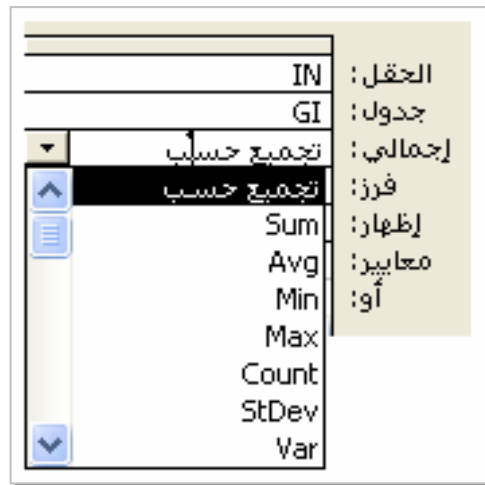 الحقل: IN
جدول: GI
إجمالي: تجميع حسب
فرز: تجميع حسب
إظهار: Sum
معايير: Avg
أو: Min
Max
Count
StDev
Var